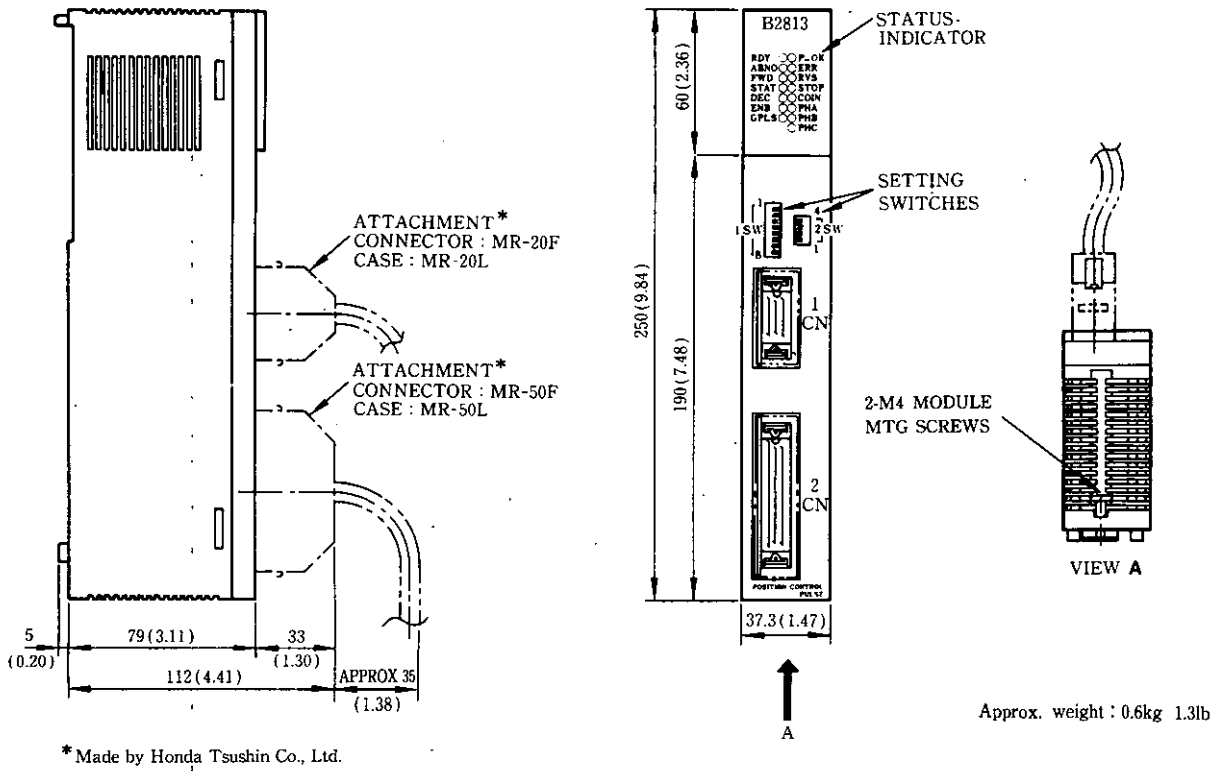 ATTACHMENT*
CONNECTOR : MR-20F
CASE : MR-20L
ATTACHMENT*
CONNECTOR : MR-50F
CASE : MR-50L
5
(0.20)
79(3.11)
33
(1.30)
112(4.41)
APPROX 35
(1.38)
*Made by Honda Tsushin Co., Ltd.
250(9.84)
60(2.36)
190(7.48)
B2813
STATUS-
INDICATOR
RDY P_OK
ABNO ERR
FWD RVS
STAT STOP
DEC COIN
ENB PHA
GPLS PHB
PHC
SETTING
SWITCHES
1
1SW
8
4
2SW
1
1
CN
2
CN
POSITION CONTROL
PULSE
37.3(1.47)
A
2-M4 MODULE
MTG SCREWS
VIEW A
Approx. weight : 0.6kg 1.3lb